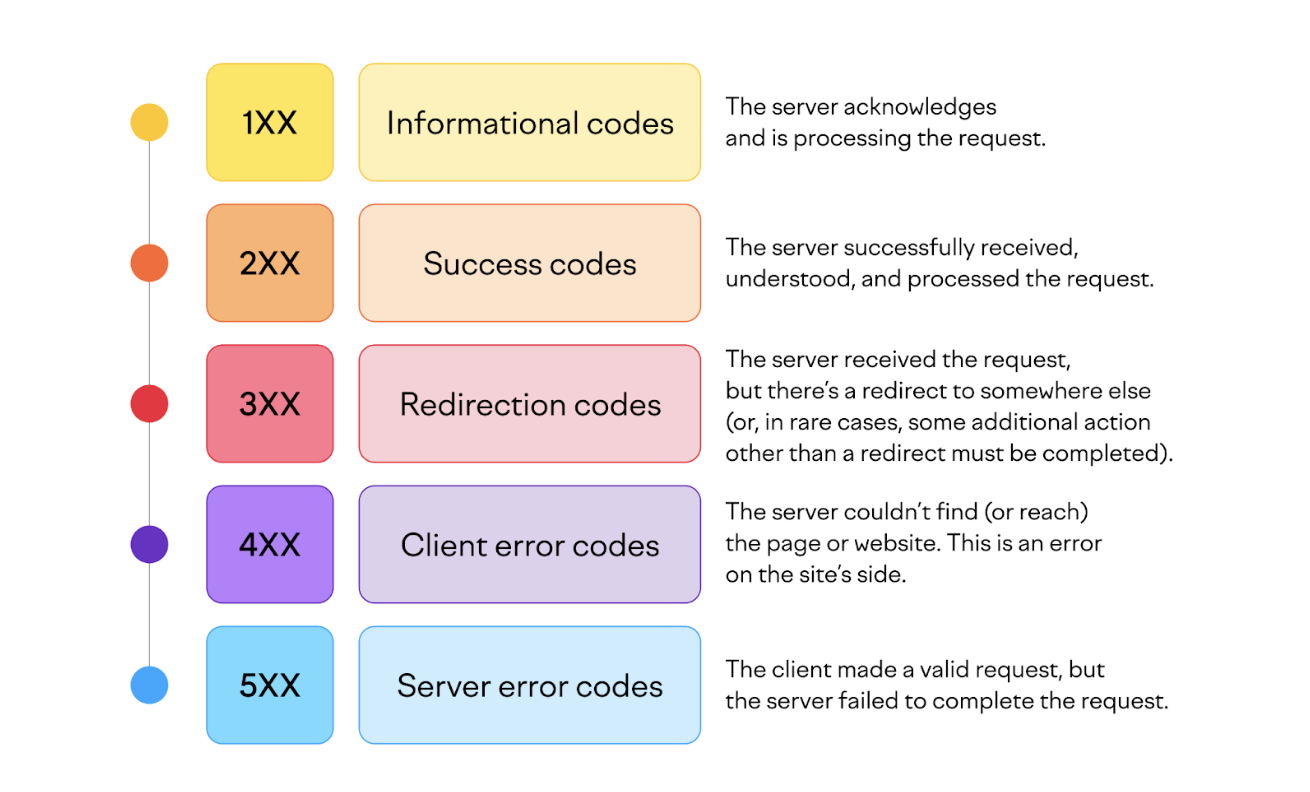 1XX
Informational codes
The server acknowledges
and is processing the request.
2XX
Success codes
The server successfully received,
understood, and processed the request.
3XX
Redirection codes
The server received the request,
but there’s a redirect to somewhere else
(or, in rare cases, some additional action
other than a redirect must be completed).
4XX
Client error codes
The server couldn’t find (or reach)
the page or website. This is an error
on the site’s side.
5XX
Server error codes
The client made a valid request, but
the server failed to complete the request.